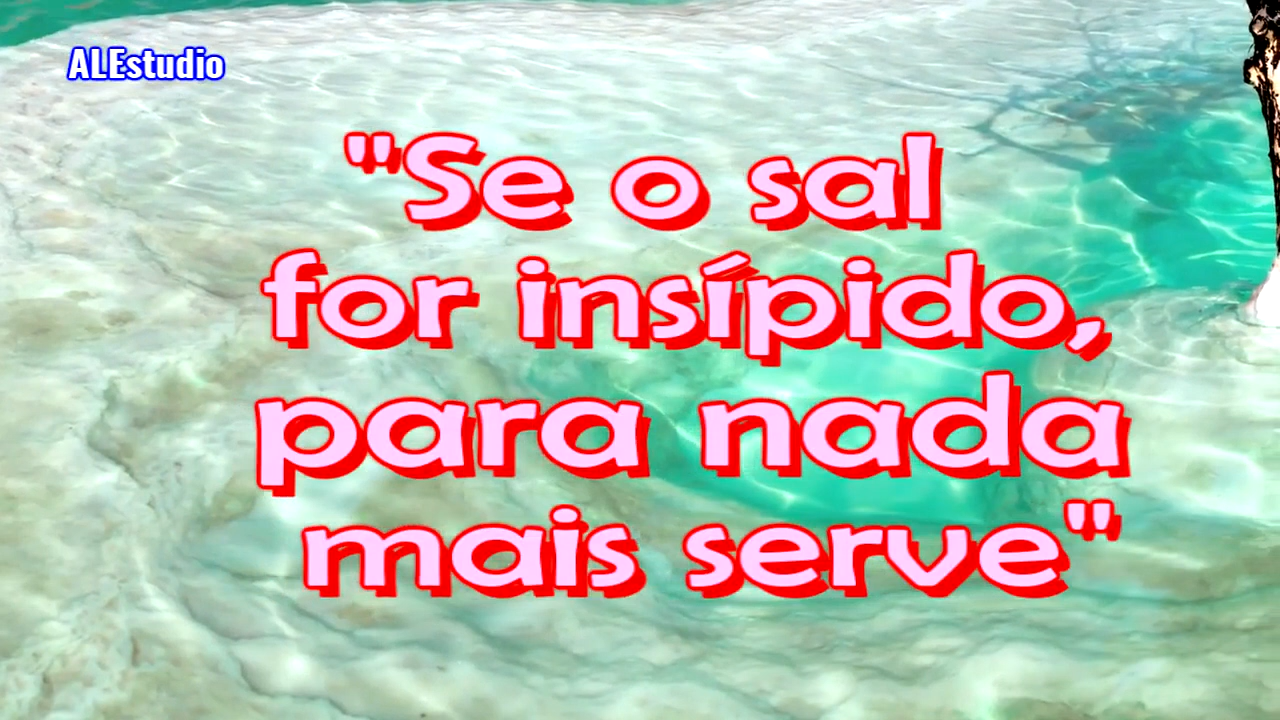 ALEstudio
"Se o sal
for insípido,
para nada
mais serve"